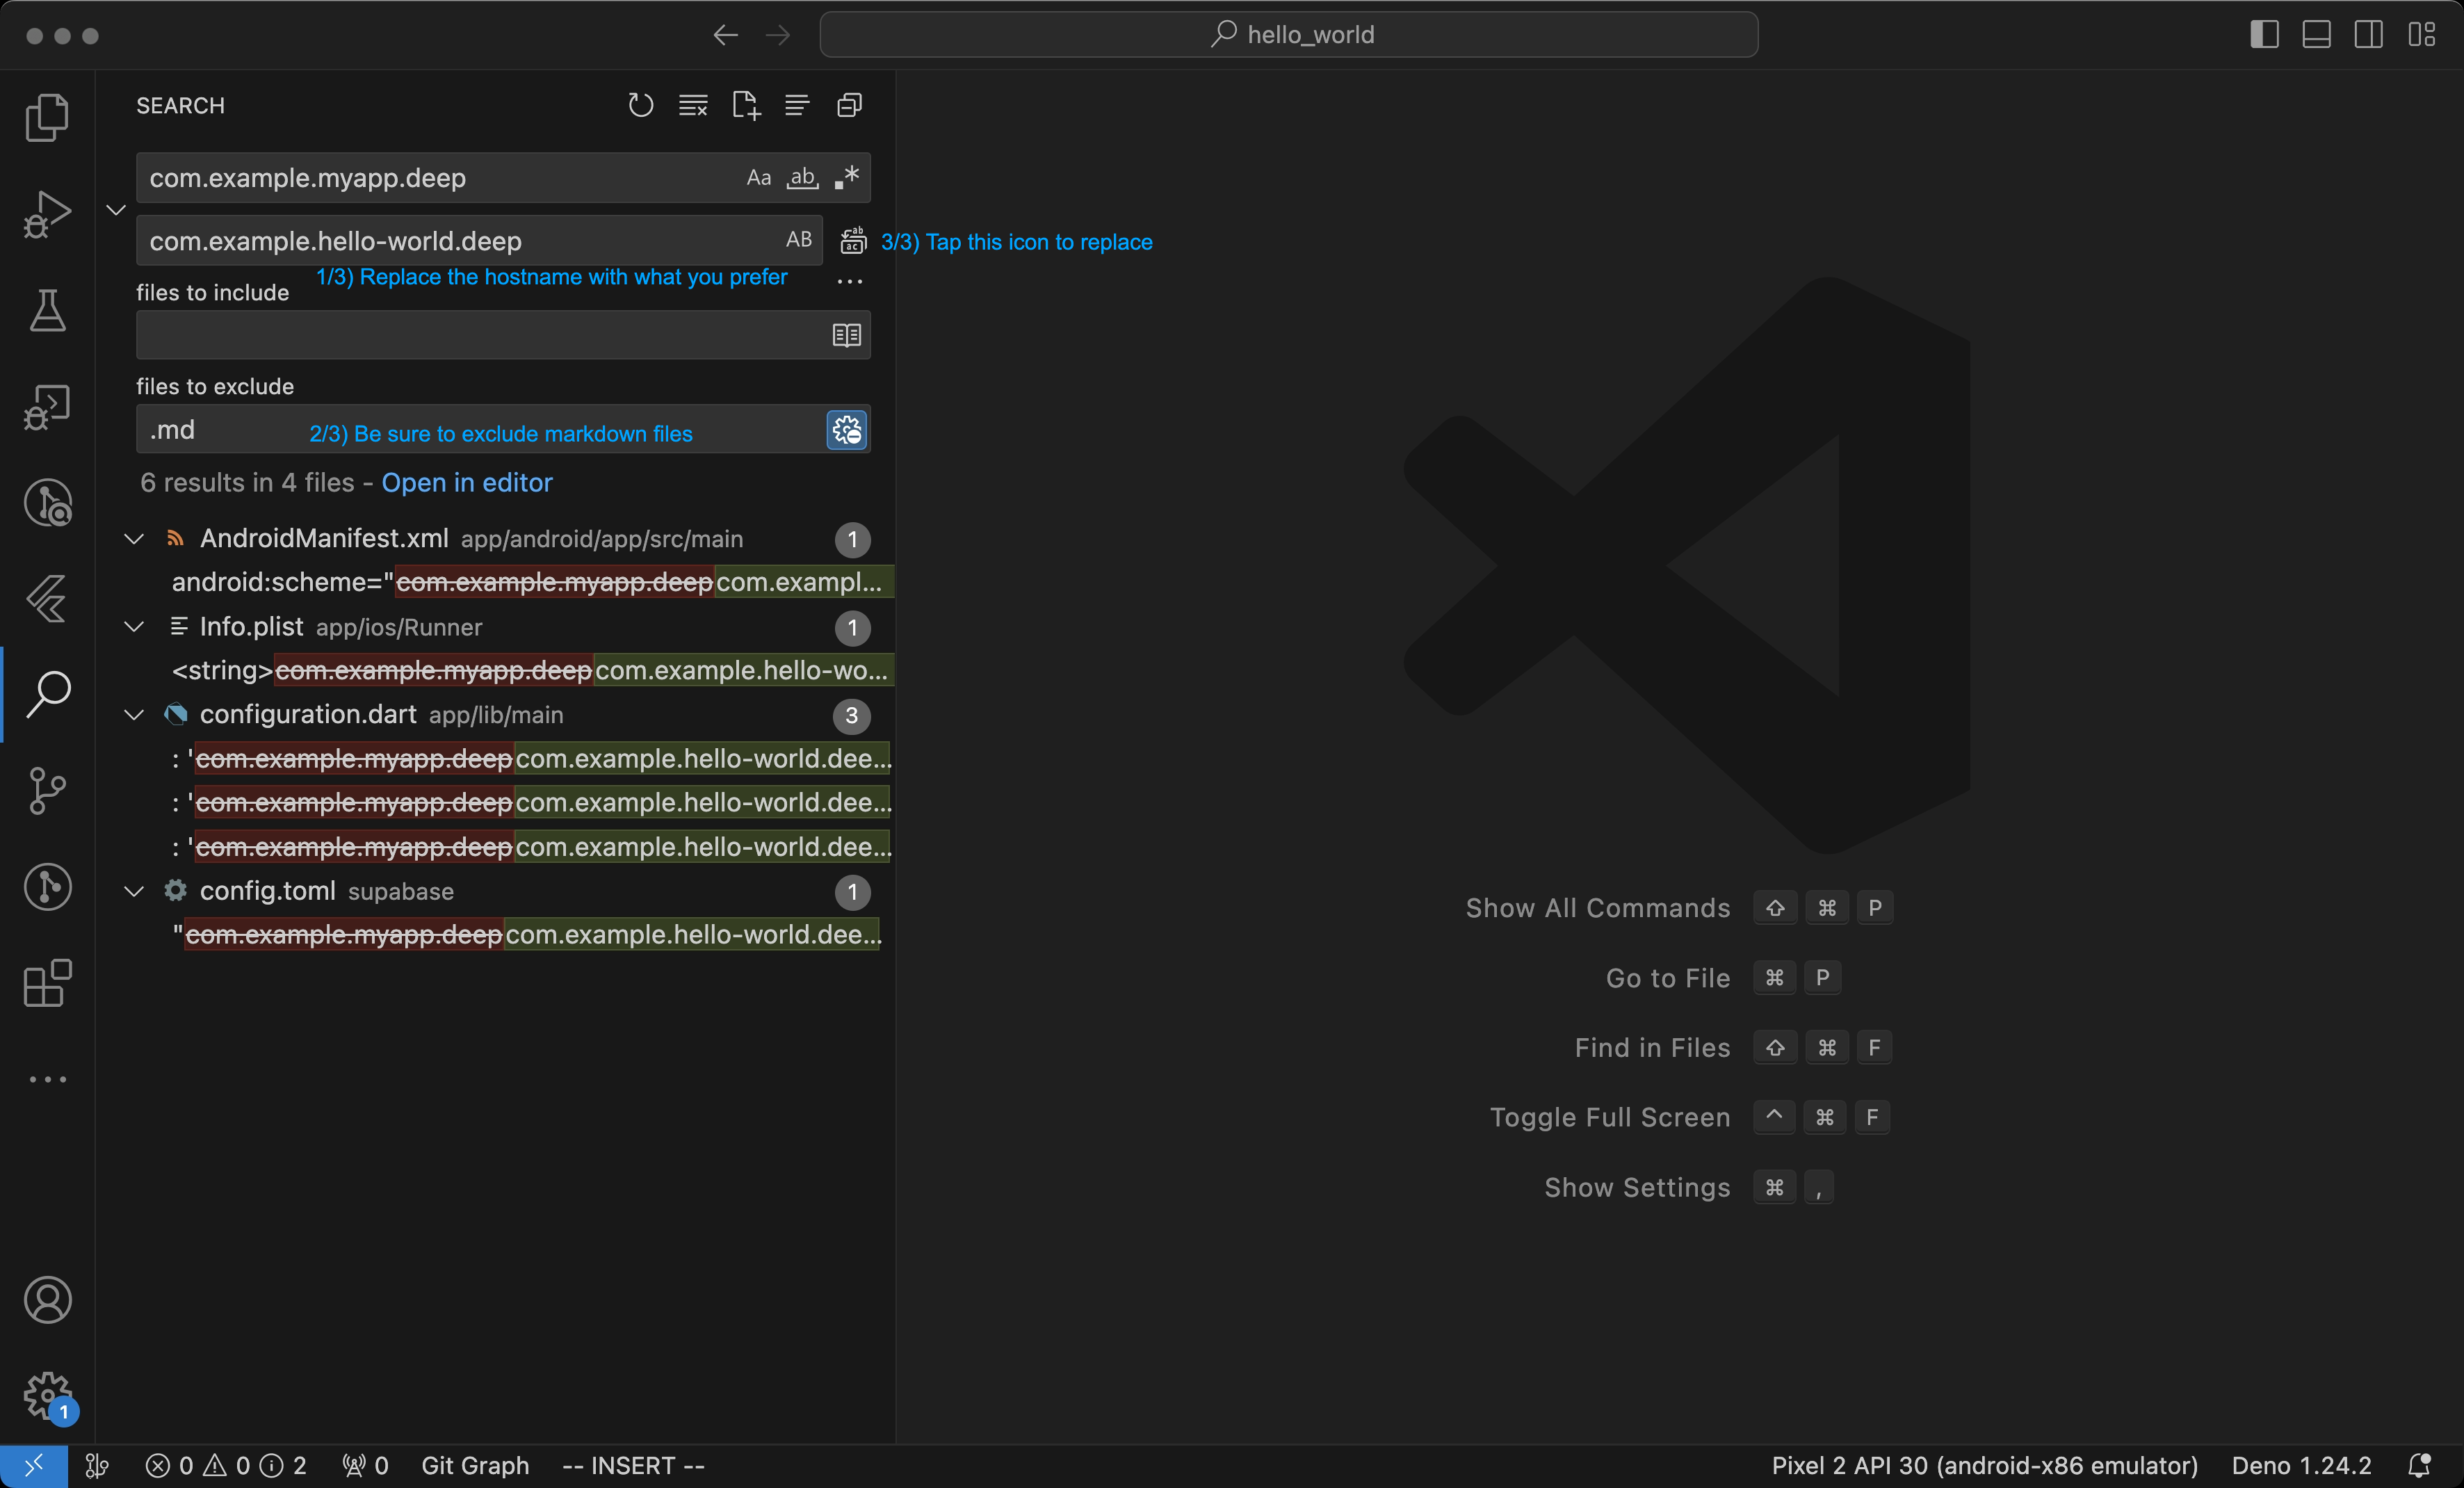 hello_world
SEARCH
com.example.myapp.deep Aa ab .*
com.example.hello-world.deep AB 3/3) Tap this icon to replace
1/3) Replace the hostname with what you prefer
files to include
files to exclude
.md 2/3) Be sure to exclude markdown files
6 results in 4 files - Open in editor
AndroidManifest.xml app/android/app/src/main 1
android:scheme="com.example.myapp.deepcom.exampl...
Info.plist app/ios/Runner 1
<string>com.example.myapp.deepcom.example.hello-wo...
configuration.dart app/lib/main 3
: 'com.example.myapp.deepcom.example.hello-world.dee...
: 'com.example.myapp.deepcom.example.hello-world.dee...
: 'com.example.myapp.deepcom.example.hello-world.dee...
config.toml supabase 1
"com.example.myapp.deepcom.example.hello-world.dee...
Show All Commands ⇧ ⌘ P
Go to File ⌘ P
Find in Files ⇧ ⌘ F
Toggle Full Screen ^ ⌘ F
Show Settings ⌘ ,
1
0 0 2 0 Git Graph -- INSERT -- Pixel 2 API 30 (android-x86 emulator) Deno 1.24.2